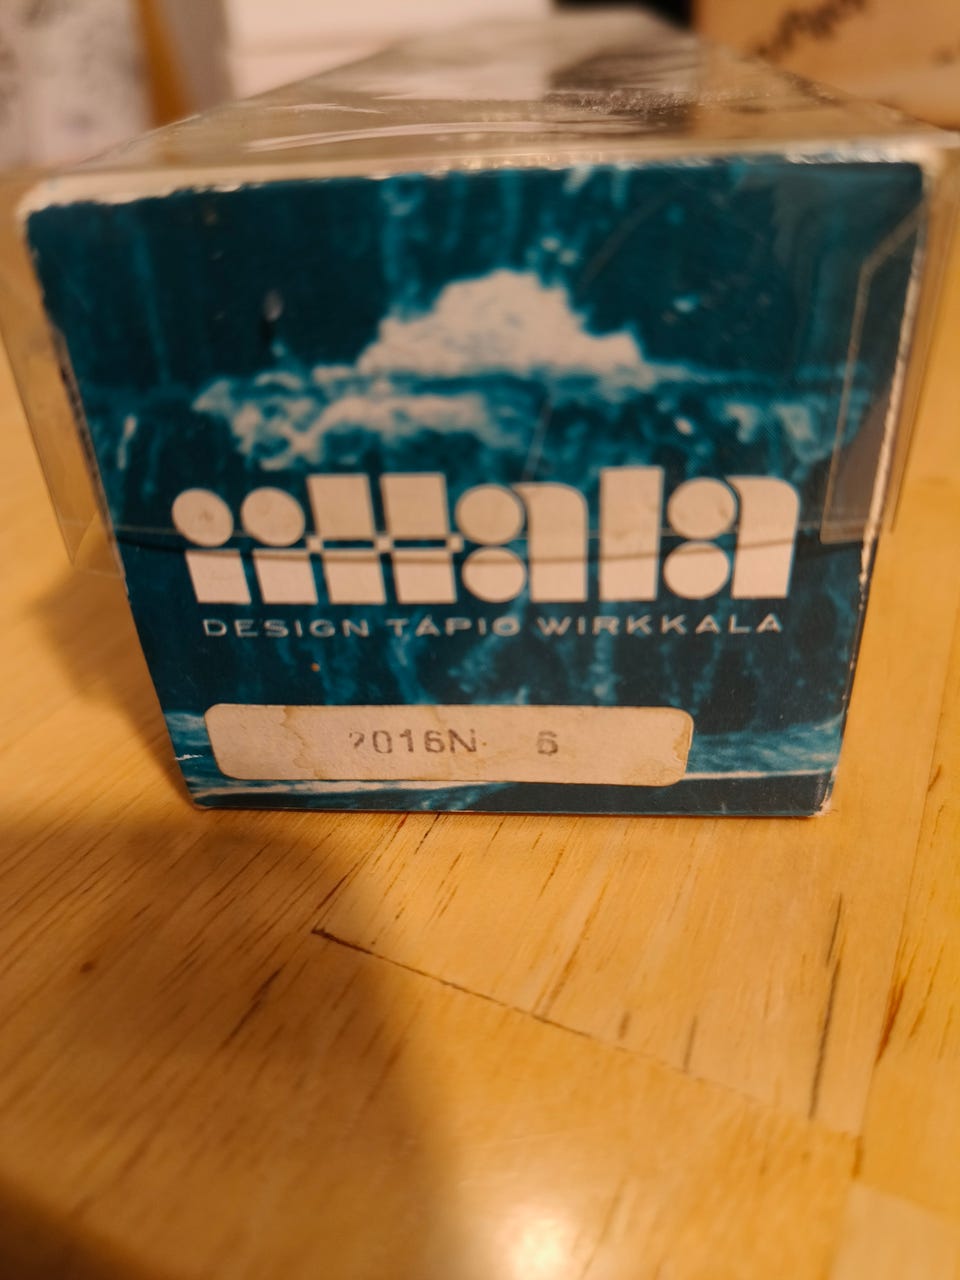 iittala
DESIGN TAPIO WIRKKALA
2016N 6